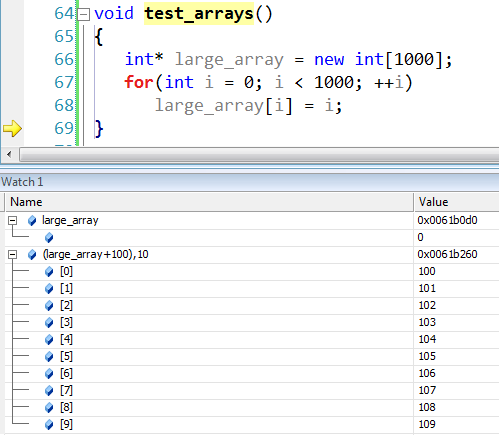 64 void test_arrays()
65 {
66 int* large_array = new int[1000];
67 for(int i = 0; i < 1000; ++i)
68 large_array[i] = i;
69 }
Watch 1
Name Value
large_array 0x0061b0d0
0
(large_array+100),10 0x0061b260
[0] 100
[1] 101
[2] 102
[3] 103
[4] 104
[5] 105
[6] 106
[7] 107
[8] 108
[9] 109